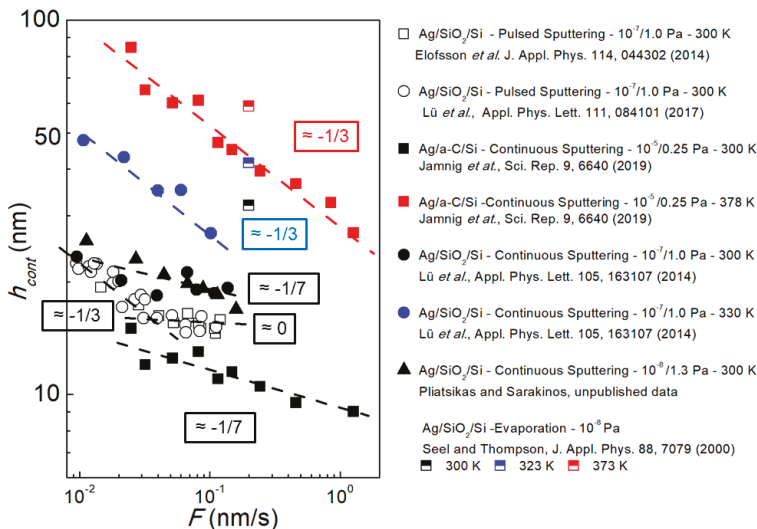 100
50
10
h_cont (nm)
≈ -1/3
≈ -1/3
≈ -1/7
≈ -1/3
≈ 0
≈ -1/7
10⁻² 10⁻¹ 10⁰
F (nm/s)
Ag/SiO₂/Si - Pulsed Sputtering - 10⁻⁷/1.0 Pa - 300 K
Elofsson et al. J. Appl. Phys. 114, 044302 (2014)
Ag/SiO₂/Si - Pulsed Sputtering - 10⁻⁷/1.0 Pa - 300 K
Lü et al., Appl. Phys. Lett. 111, 084101 (2017)
Ag/a-C/Si - Continuous Sputtering - 10⁻⁵/0.25 Pa - 300K
Jamnig et al., Sci. Rep. 9, 6640 (2019)
Ag/a-C/Si -Continuous Sputtering - 10⁻⁵/0.25 Pa - 378 K
Jamnig et al., Sci. Rep. 9, 6640 (2019)
Ag/SiO₂/Si - Continuous Sputtering - 10⁻⁷/1.0 Pa - 300 K
Lü et al., Appl. Phys. Lett. 105, 163107 (2014)
Ag/SiO₂/Si - Continuous Sputtering - 10⁻⁷/1.0 Pa - 330 K
Lü et al., Appl. Phys. Lett. 105, 163107 (2014)
Ag/SiO₂/Si - Continuous Sputtering - 10⁻⁸/1.3 Pa - 300 K
Pliatsikas and Sarakinos, unpublished data
Ag/SiO₂/Si -Evaporation - 10⁻⁸ Pa
Seel and Thompson, J. Appl. Phys. 88, 7079 (2000)
300 K 323 K 373 K